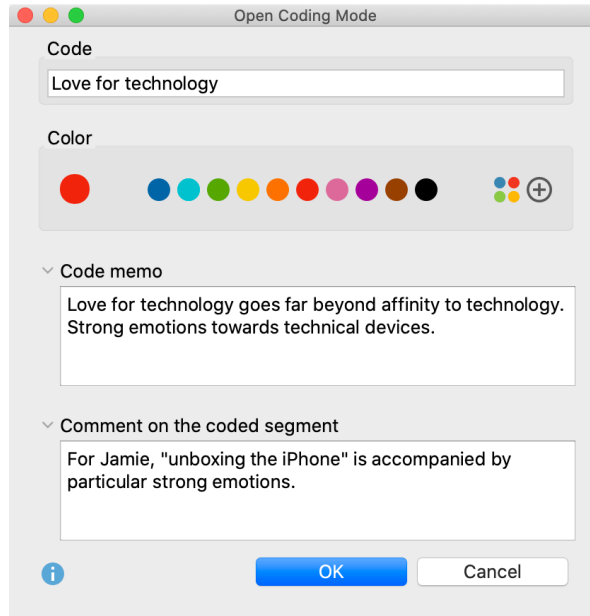 Open Coding Mode
Code
Love for technology
Color
Code memo
Love for technology goes far beyond affinity to technology.
Strong emotions towards technical devices.
Comment on the coded segment
For Jamie, "unboxing the iPhone" is accompanied by
particular strong emotions.
OK
Cancel